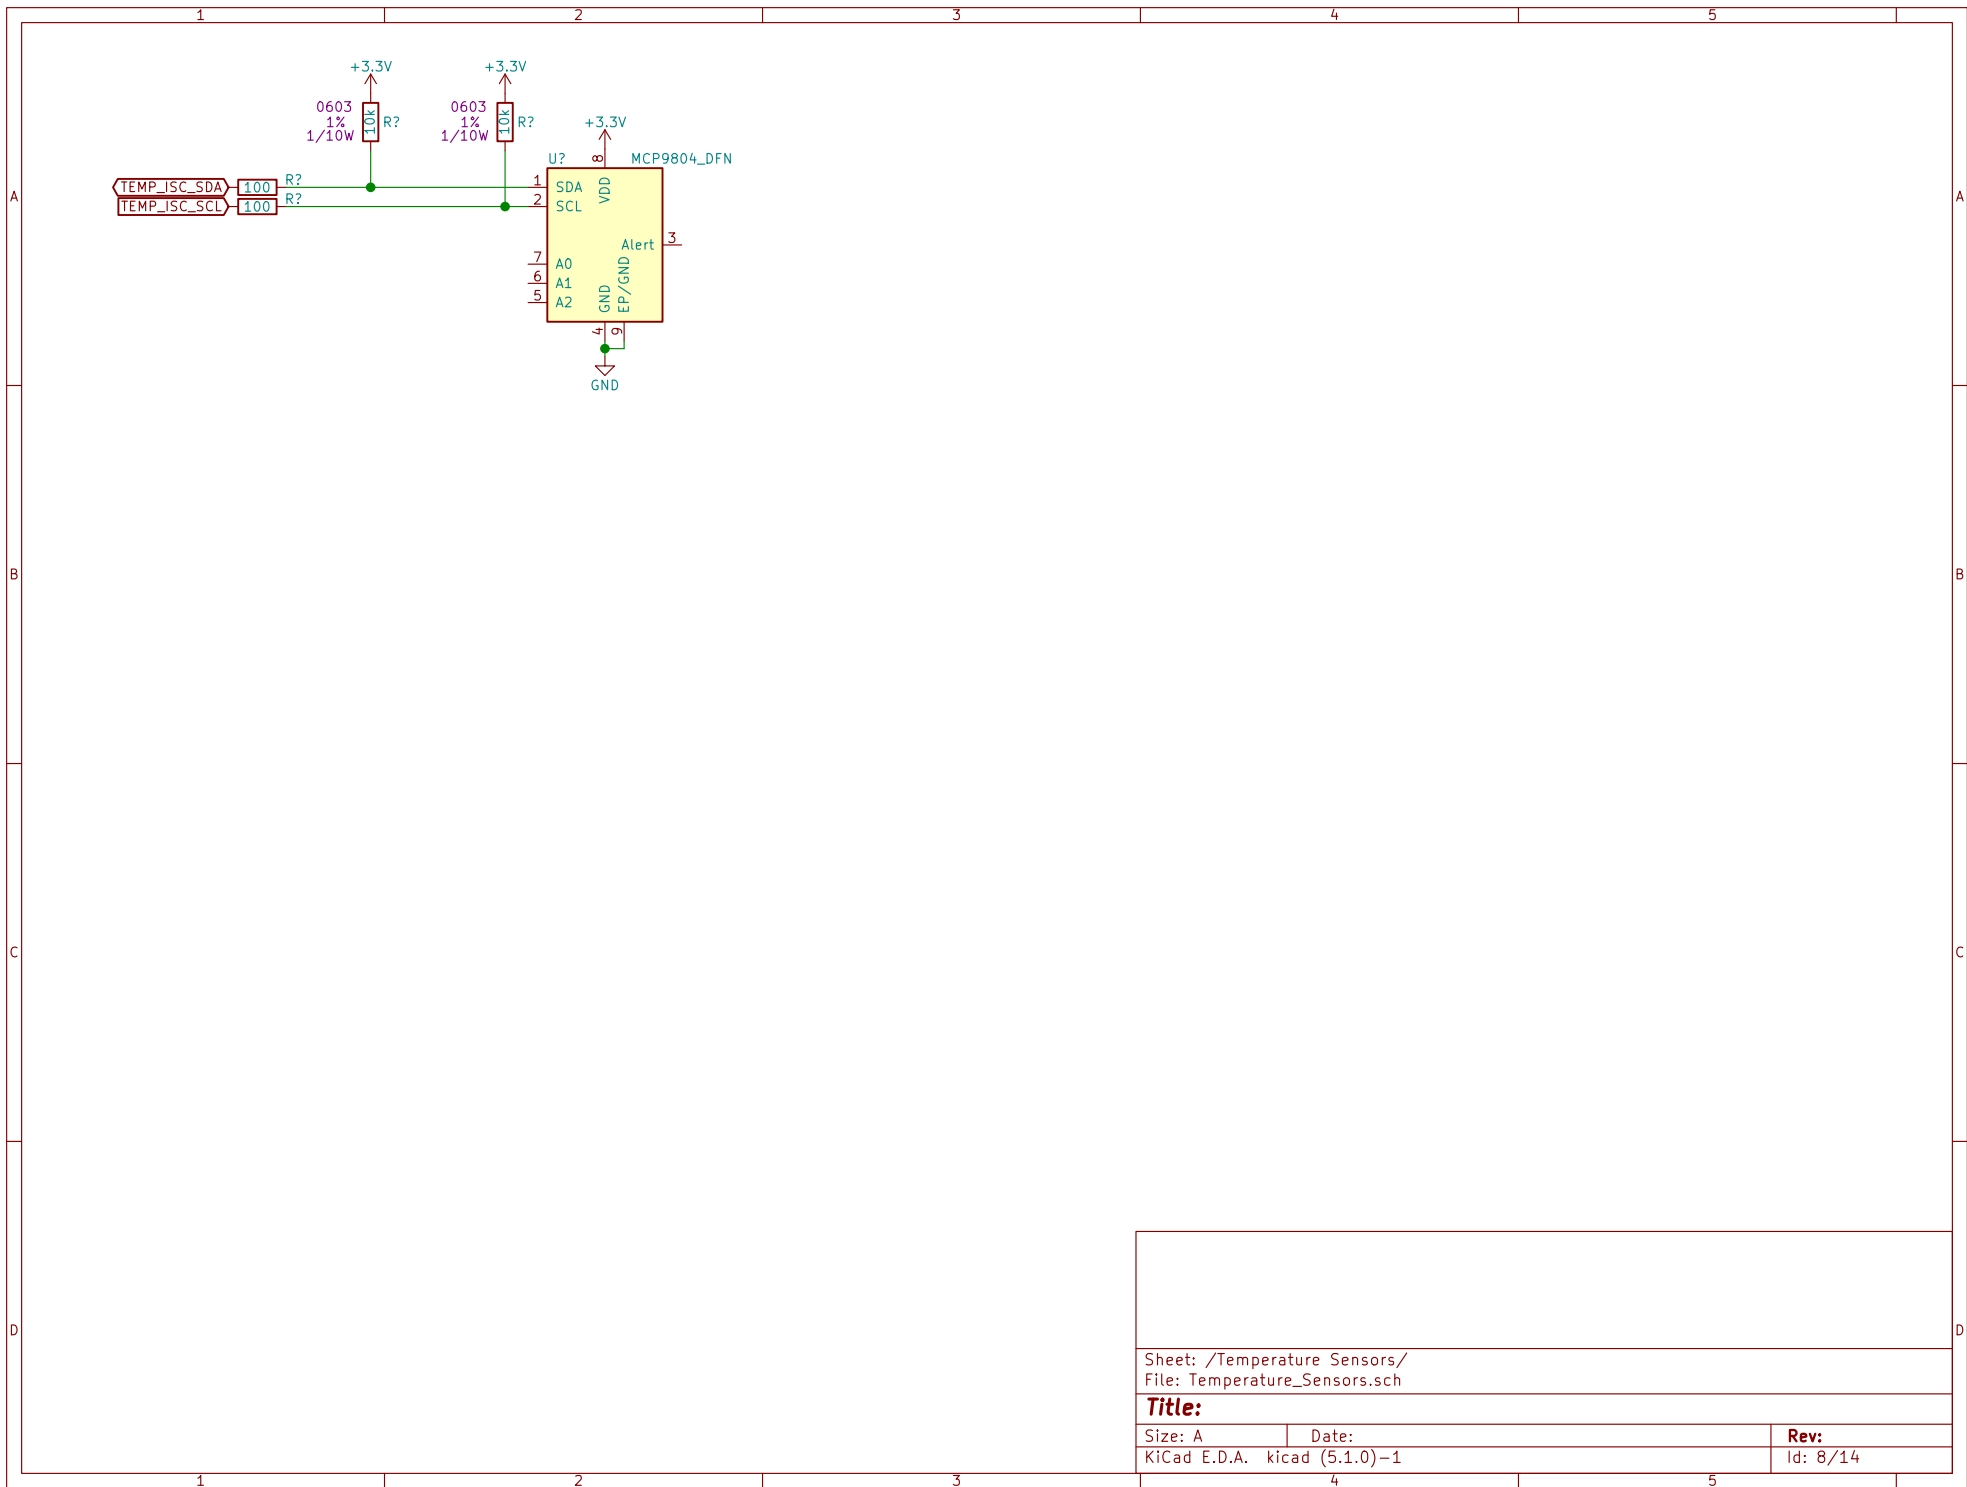 1 2 3 4 5
+3.3V +3.3V
0603 0603
1% 10k R? 1% 10k R? +3.3V
1/10W 1/10W
U? 8 MCP9804_DFN
TEMP_ISC_SDA 100 R? 1 SDA VDD
TEMP_ISC_SCL 100 R? 2 SCL
A A
Alert 3
7 A0
6 A1
5 A2 GND EP/GND
4 9
GND
B B
C C
D D
Sheet: /Temperature Sensors/
File: Temperature_Sensors.sch
Title:
Size: A Date: Rev:
KiCad E.D.A. kicad (5.1.0)-1 Id: 8/14
1 2 3 4 5